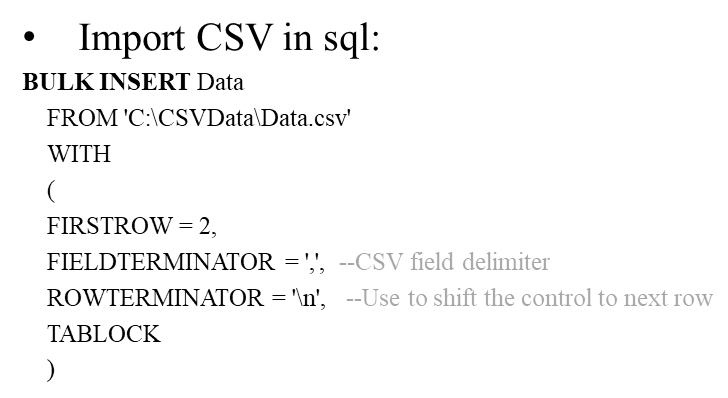 • Import CSV in sql:
BULK INSERT Data
FROM 'C:\CSVData\Data.csv'
WITH
(
FIRSTROW = 2,
FIELDTERMINATOR = ',', --CSV field delimiter
ROWTERMINATOR = '\n', --Use to shift the control to next row
TABLOCK
)